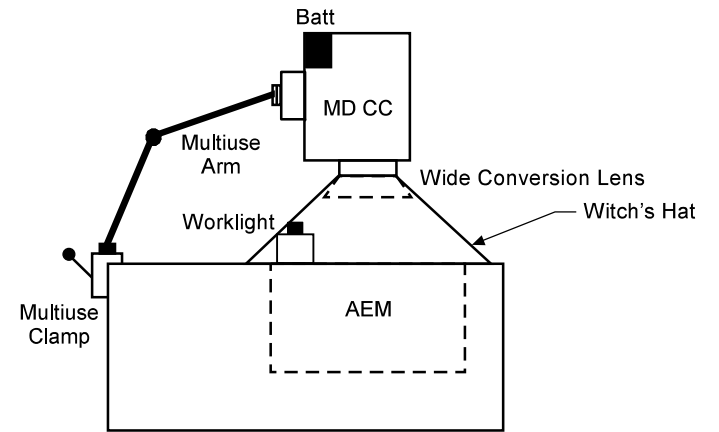 Batt
MD CC
Multiuse
Arm
Wide Conversion Lens
Witch's Hat
Worklight
AEM
Multiuse
Clamp